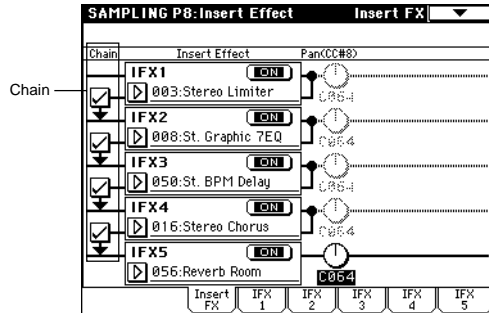 SAMPLING P8:Insert Effect Insert FX
Chain Insert Effect Pan(CC#8)
IFX1 ON
Chain
003:Stereo Limiter C064
IFX2 ON
008:St. Graphic 7EQ C064
IFX3 ON
050:St. BPM Delay C064
IFX4 ON
016:Stereo Chorus C064
IFX5 ON
056:Reverb Room C064
Insert FX IFX 1 IFX 2 IFX 3 IFX 4 IFX 5